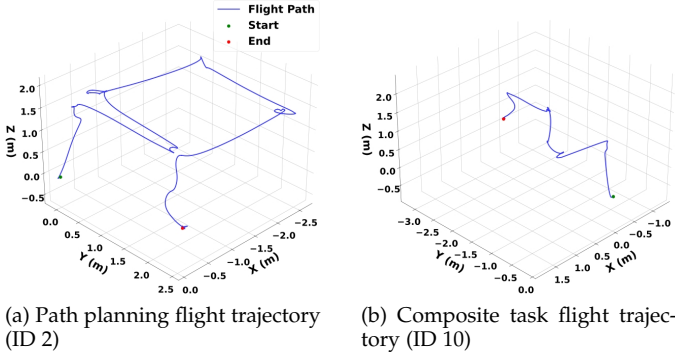 Flight Path
Start
End
2.0
1.5
1.0
0.5
0.0
−0.5
Z (m)
0.0
0.5
1.0
1.5
2.0
2.5
Y (m)
0.0
−0.5
−1.0
−1.5
−2.0
−2.5
X (m)
2.0
1.5
1.0
0.5
0.0
−0.5
Z (m)
−3.0
−2.5
−2.0
−1.5
−1.0
−0.5
0.0
Y (m)
1.5
1.0
0.5
0.0
−0.5
−1.0
X (m)
(a) Path planning flight trajectory
(ID 2)
(b) Composite task flight trajec-
tory (ID 10)